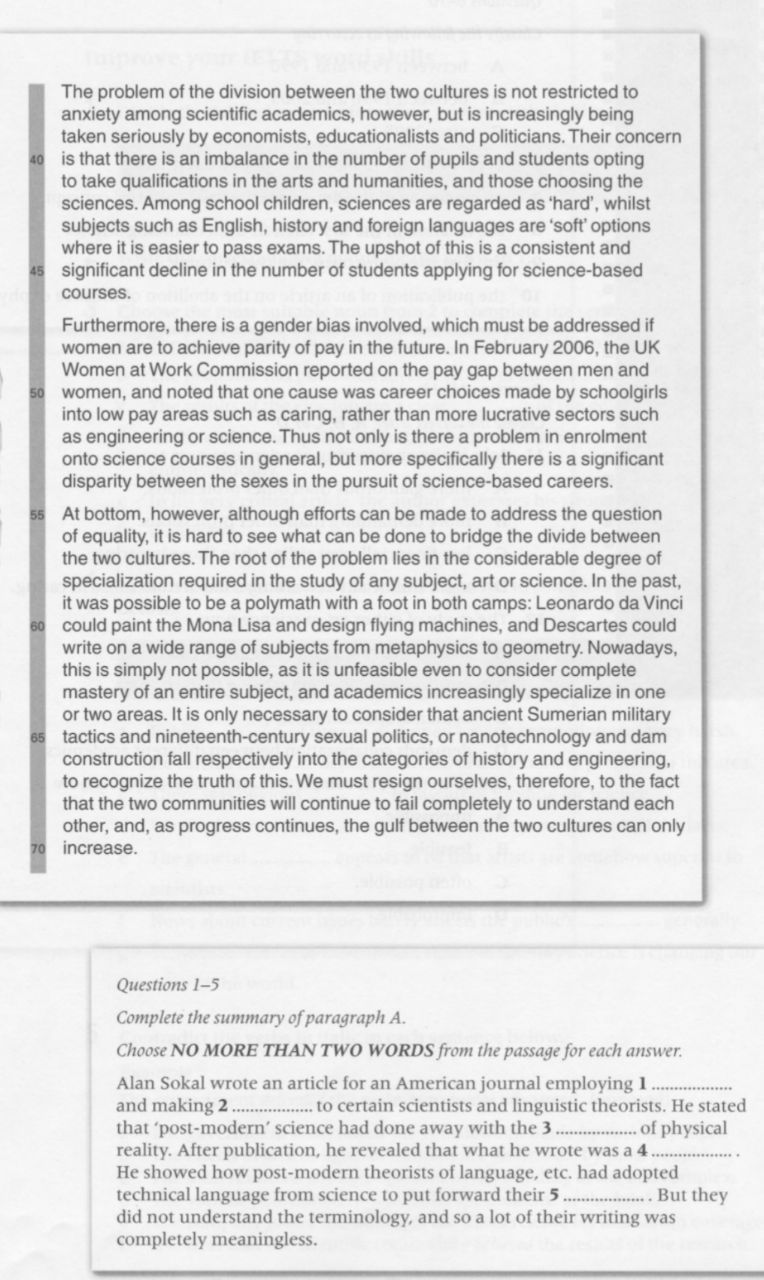 The problem of the division between the two cultures is not restricted to
anxiety among scientific academics, however, but is increasingly being
taken seriously by economists, educationalists and politicians. Their concern
40 is that there is an imbalance in the number of pupils and students opting
to take qualifications in the arts and humanities, and those choosing the
sciences. Among school children, sciences are regarded as ‘hard’, whilst
subjects such as English, history and foreign languages are ‘soft’ options
where it is easier to pass exams. The upshot of this is a consistent and
45 significant decline in the number of students applying for science-based
courses.
Furthermore, there is a gender bias involved, which must be addressed if
women are to achieve parity of pay in the future. In February 2006, the UK
Women at Work Commission reported on the pay gap between men and
50 women, and noted that one cause was career choices made by schoolgirls
into low pay areas such as caring, rather than more lucrative sectors such
as engineering or science. Thus not only is there a problem in enrolment
onto science courses in general, but more specifically there is a significant
disparity between the sexes in the pursuit of science-based careers.
55 At bottom, however, although efforts can be made to address the question
of equality, it is hard to see what can be done to bridge the divide between
the two cultures. The root of the problem lies in the considerable degree of
specialization required in the study of any subject, art or science. In the past,
it was possible to be a polymath with a foot in both camps: Leonardo da Vinci
60 could paint the Mona Lisa and design flying machines, and Descartes could
write on a wide range of subjects from metaphysics to geometry. Nowadays,
this is simply not possible, as it is unfeasible even to consider complete
mastery of an entire subject, and academics increasingly specialize in one
or two areas. It is only necessary to consider that ancient Sumerian military
65 tactics and nineteenth-century sexual politics, or nanotechnology and dam
construction fall respectively into the categories of history and engineering,
to recognize the truth of this. We must resign ourselves, therefore, to the fact
that the two communities will continue to fail completely to understand each
other, and, as progress continues, the gulf between the two cultures can only
70 increase.
Questions 1–5
Complete the summary of paragraph A.
Choose NO MORE THAN TWO WORDS from the passage for each answer.
Alan Sokal wrote an article for an American journal employing 1 .................
and making 2 ................. to certain scientists and linguistic theorists. He stated
that ‘post-modern’ science had done away with the 3 ................. of physical
reality. After publication, he revealed that what he wrote was a 4 ................. .
He showed how post-modern theorists of language, etc. had adopted
technical language from science to put forward their 5 ................. . But they
did not understand the terminology, and so a lot of their writing was
completely meaningless.